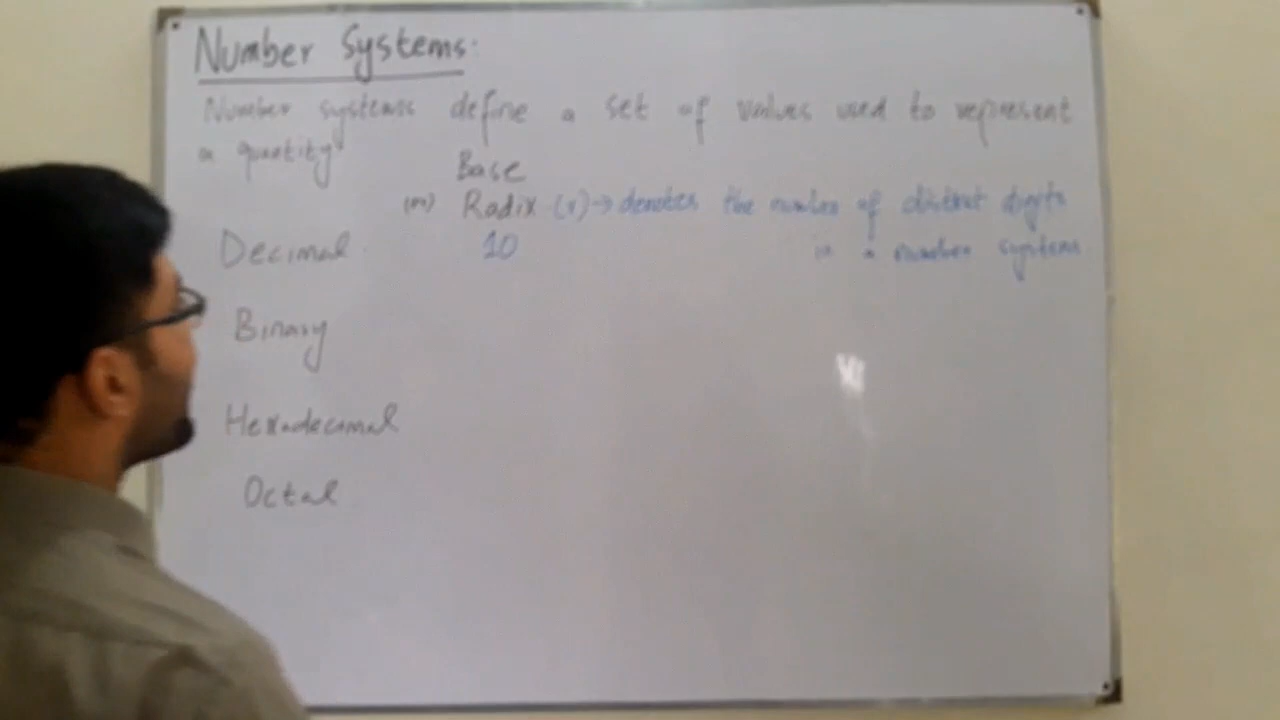 Number Systems:
Number systems define a set of values used to represent
a quantity
Base
(or) Radix (r) → denotes the number of distinct digits
in a number system.
Decimal 10
Binary
Hexadecimal
Octal